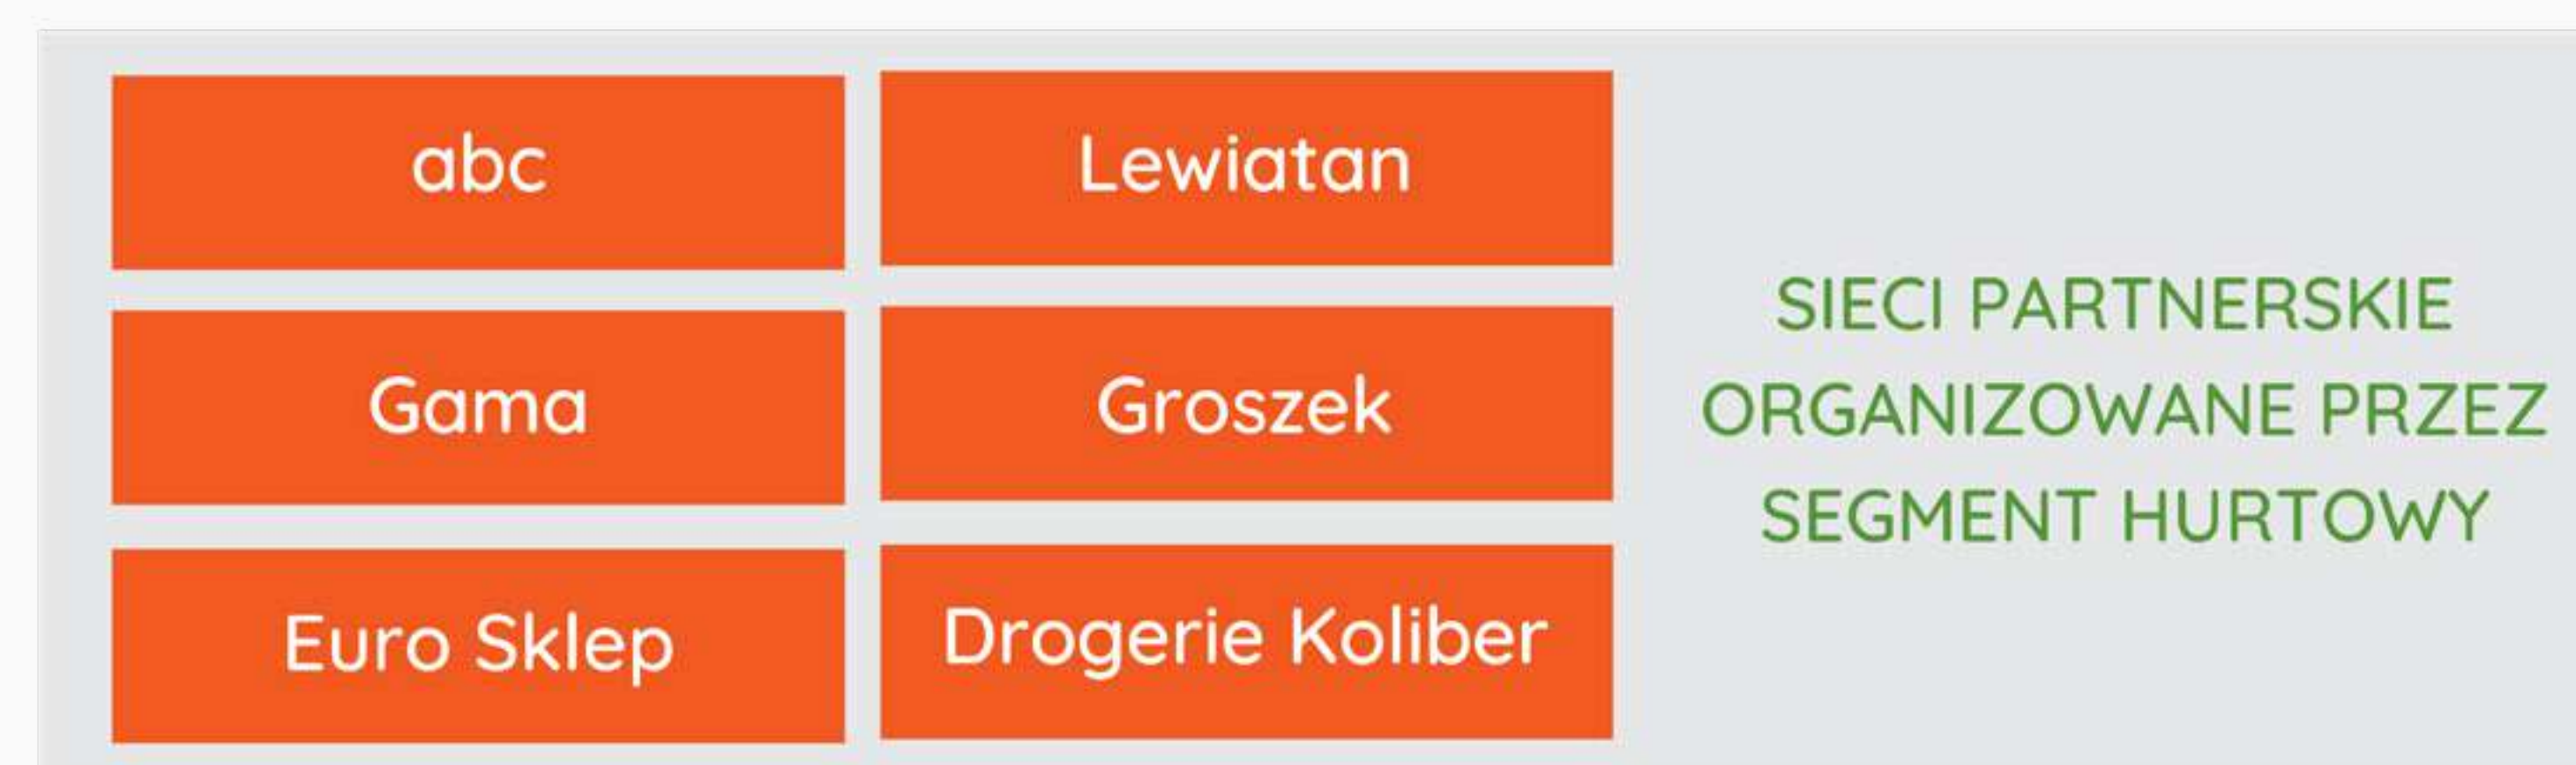 abc
Lewiatan
Gama
Groszek
Euro Sklep
Drogerie Koliber
SIECI PARTNERSKIE
ORGANIZOWANE PRZEZ
SEGMENT HURTOWY